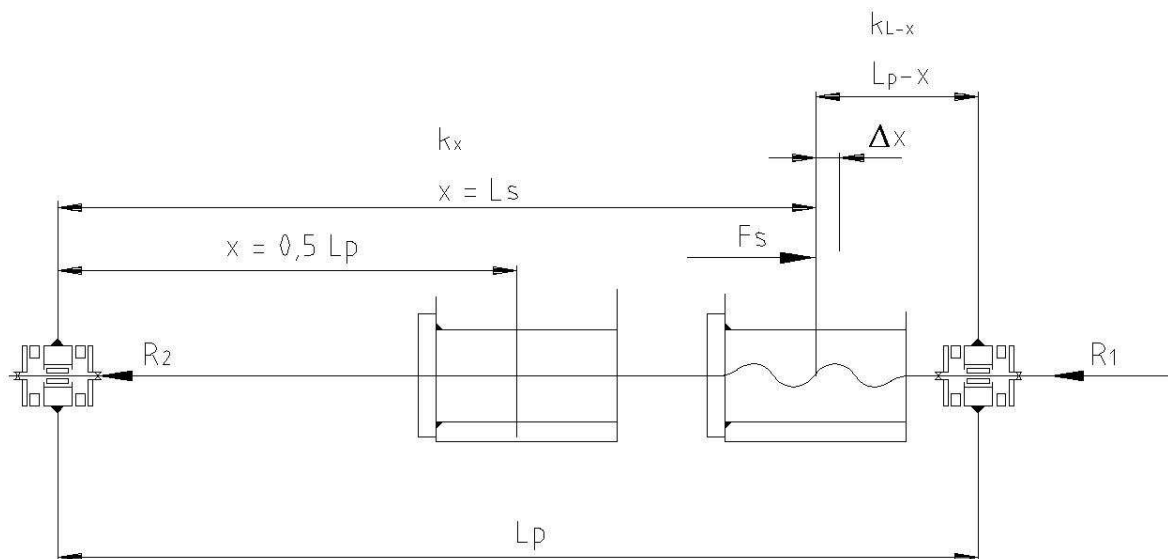 kL-x
Lp-x
kx
Δx
x = Ls
Fs
x = 0,5 Lp
R2
R1
Lp